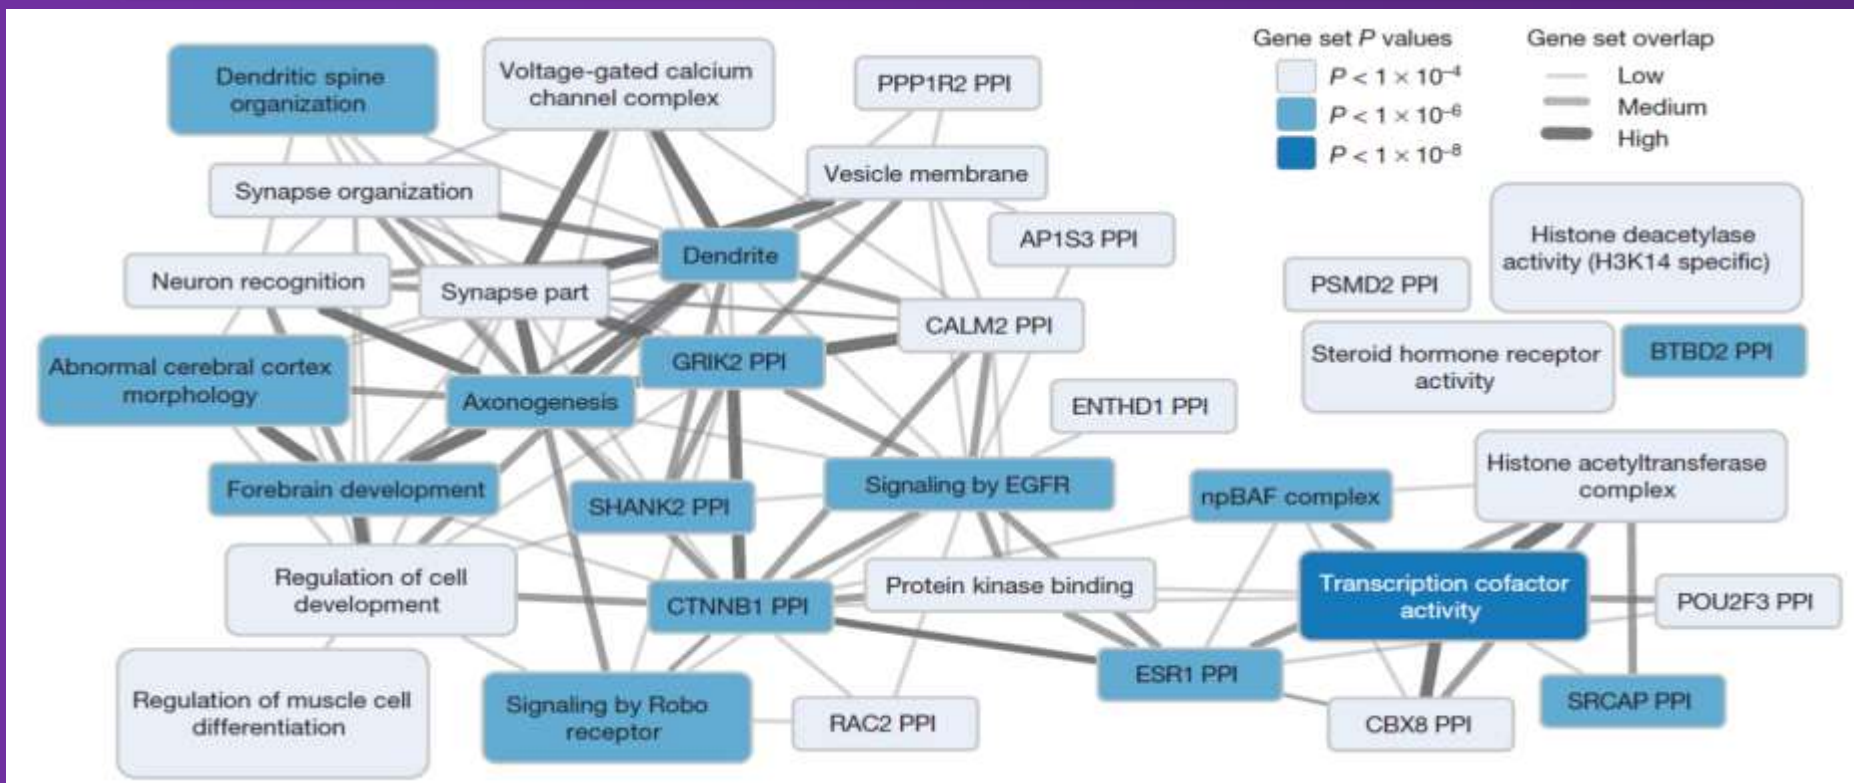 Gene set P values
P < 1 × 10⁻⁴
P < 1 × 10⁻⁶
P < 1 × 10⁻⁸
Gene set overlap
Low
Medium
High
Dendritic spine
organization
Voltage-gated calcium
channel complex
PPP1R2 PPI
Vesicle membrane
Synapse organization
AP1S3 PPI
Dendrite
Neuron recognition
Synapse part
CALM2 PPI
Abnormal cerebral cortex
morphology
GRIK2 PPI
Axonogenesis
ENTHD1 PPI
Forebrain development
SHANK2 PPI
Signaling by EGFR
Regulation of cell
development
CTNNB1 PPI
Protein kinase binding
Regulation of muscle cell
differentiation
Signaling by Robo
receptor
RAC2 PPI
ESR1 PPI
Histone deacetylase
activity (H3K14 specific)
PSMD2 PPI
Steroid hormone receptor
activity
BTBD2 PPI
Histone acetyltransferase
complex
npBAF complex
Transcription cofactor
activity
POU2F3 PPI
SRCAP PPI
CBX8 PPI